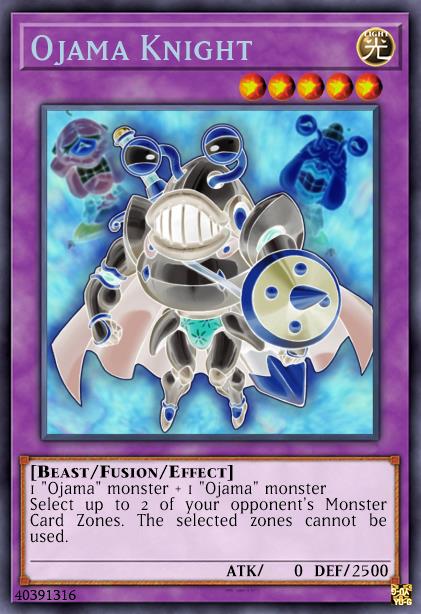 OJAMA KNIGHT
LIGHT
光
[BEAST/FUSION/EFFECT]
1 "Ojama" monster + 1 "Ojama" monster
Select up to 2 of your opponent's Monster
Card Zones. The selected zones cannot be
used.
ATK/ 0 DEF/2500
40391316